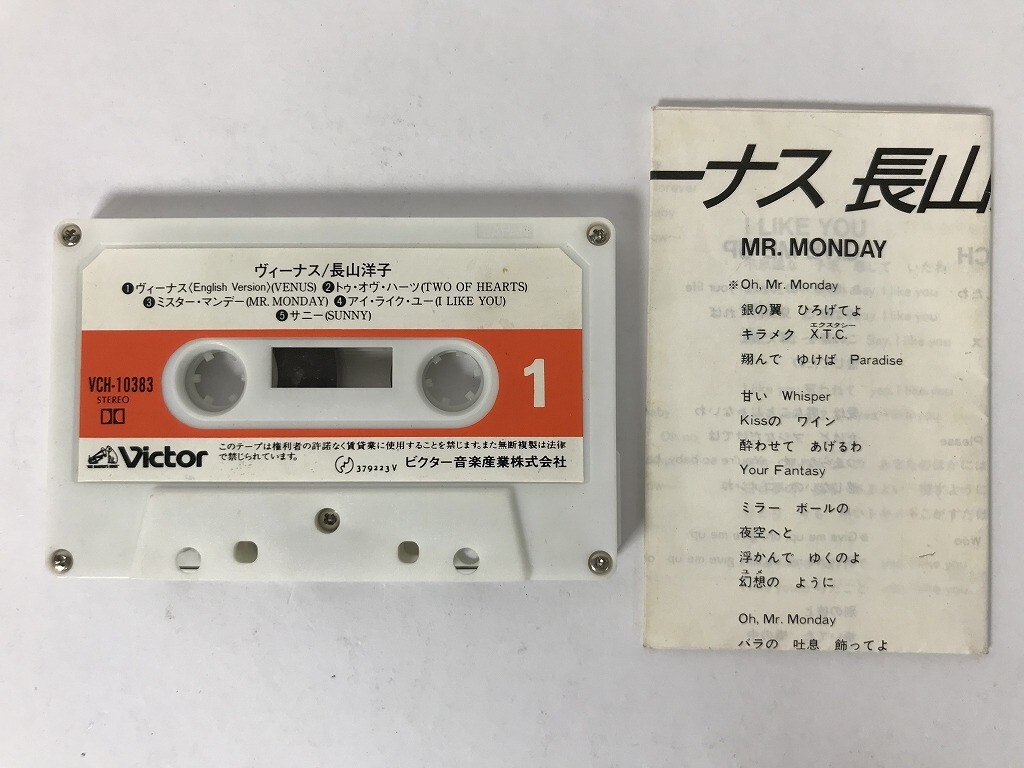 ヴィーナス/長山洋子
❶ヴィーナス〈English Version〉(VENUS) ❷トゥ・オヴ・ハーツ(TWO OF HEARTS)
❸ミスター・マンデー(MR. MONDAY) ❹アイ・ライク・ユー(I LIKE YOU)
❺サニー(SUNNY)
VCH-10383
STEREO
1
Victor
このテープは権利者の許諾なく賃貸業に使用することを禁じます。また無断複製は法律
で禁じられています。
379223V ビクター音楽産業株式会社
ーナス 長山
MR. MONDAY
※Oh, Mr. Monday
銀の翼 ひろげてよ
エクスタシー
キラメク X.T.C.
翔んで ゆけば Paradise
甘い Whisper
Kissの ワイン
酔わせて あげるわ
Your Fantasy
ミラー ボールの
夜空へと
浮かんで ゆくのよ
ユメ
幻想の ように
Oh, Mr. Monday
バラの 吐息 飾ってよ